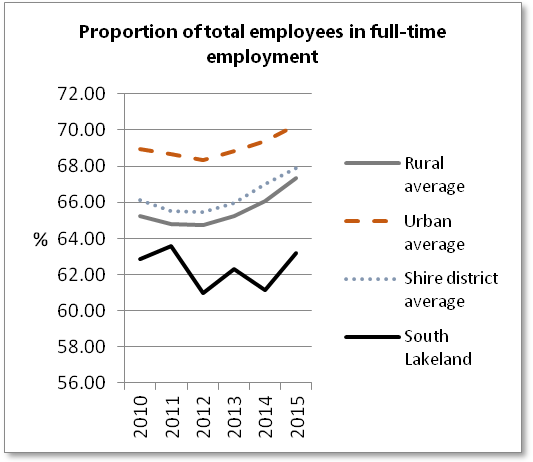 Proportion of total employees in full-time
employment
72.00
70.00
68.00
66.00
64.00
62.00
60.00
58.00
56.00
%
2010
2011
2012
2013
2014
2015
Rural
average
Urban
average
Shire district
average
South
Lakeland